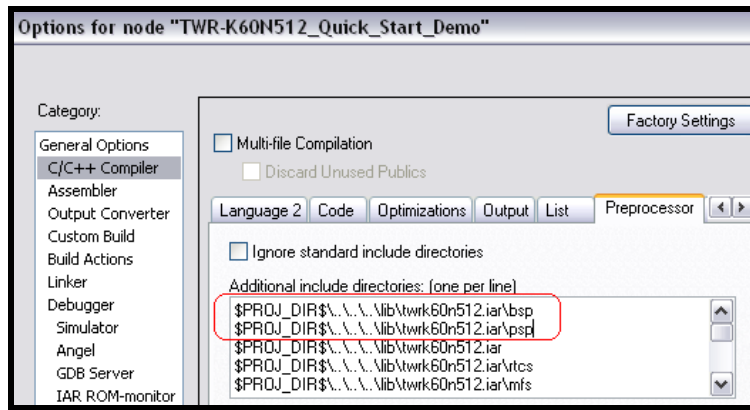 Options for node "TWR-K60N512_Quick_Start_Demo"
Category:
Factory Settings
General Options
C/C++ Compiler
Assembler
Output Converter
Custom Build
Build Actions
Linker
Debugger
Simulator
Angel
GDB Server
IAR ROM-monitor
Multi-file Compilation
Discard Unused Publics
Language 2 Code Optimizations Output List Preprocessor
Ignore standard include directories
Additional include directories: (one per line)
$PROJ_DIR$\..\..\..\lib\twrk60n512.iar\bsp
$PROJ_DIR$\..\..\..\lib\twrk60n512.iar\psp
$PROJ_DIR$\..\..\..\lib\twrk60n512.iar
$PROJ_DIR$\..\..\..\lib\twrk60n512.iar\rtcs
$PROJ_DIR$\..\..\..\lib\twrk60n512.iar\mfs